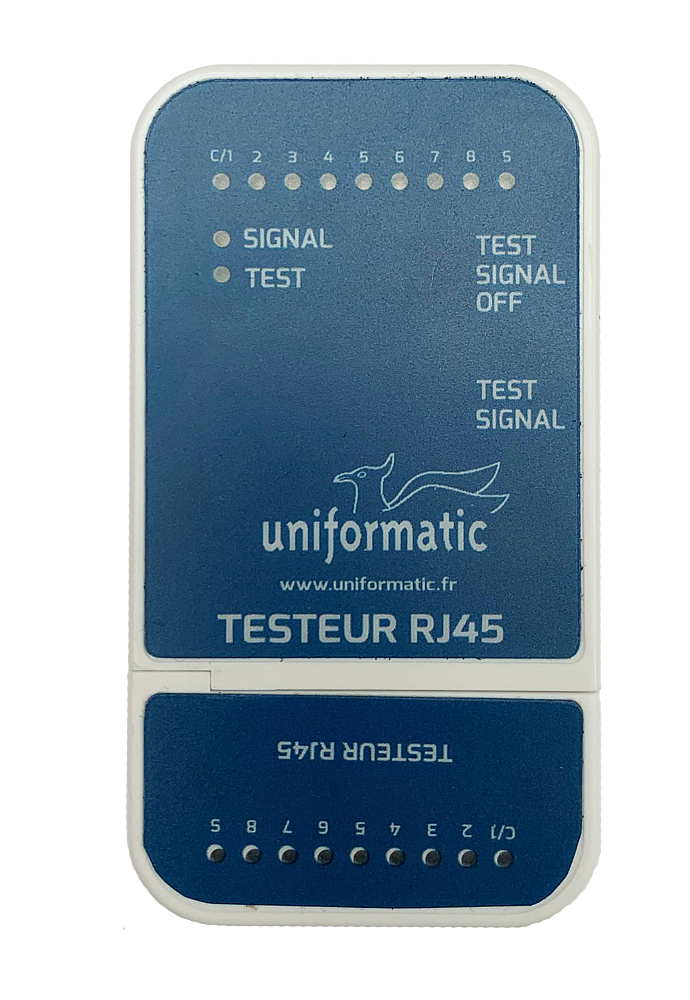 C/1 2 3 4 5 6 7 8 S
SIGNAL
TEST
TEST
SIGNAL
OFF
TEST
SIGNAL
uniformatic
www.uniformatic.fr
TESTEUR RJ45
TESTEUR RJ45
C/1 2 3 4 5 6 7 8 S